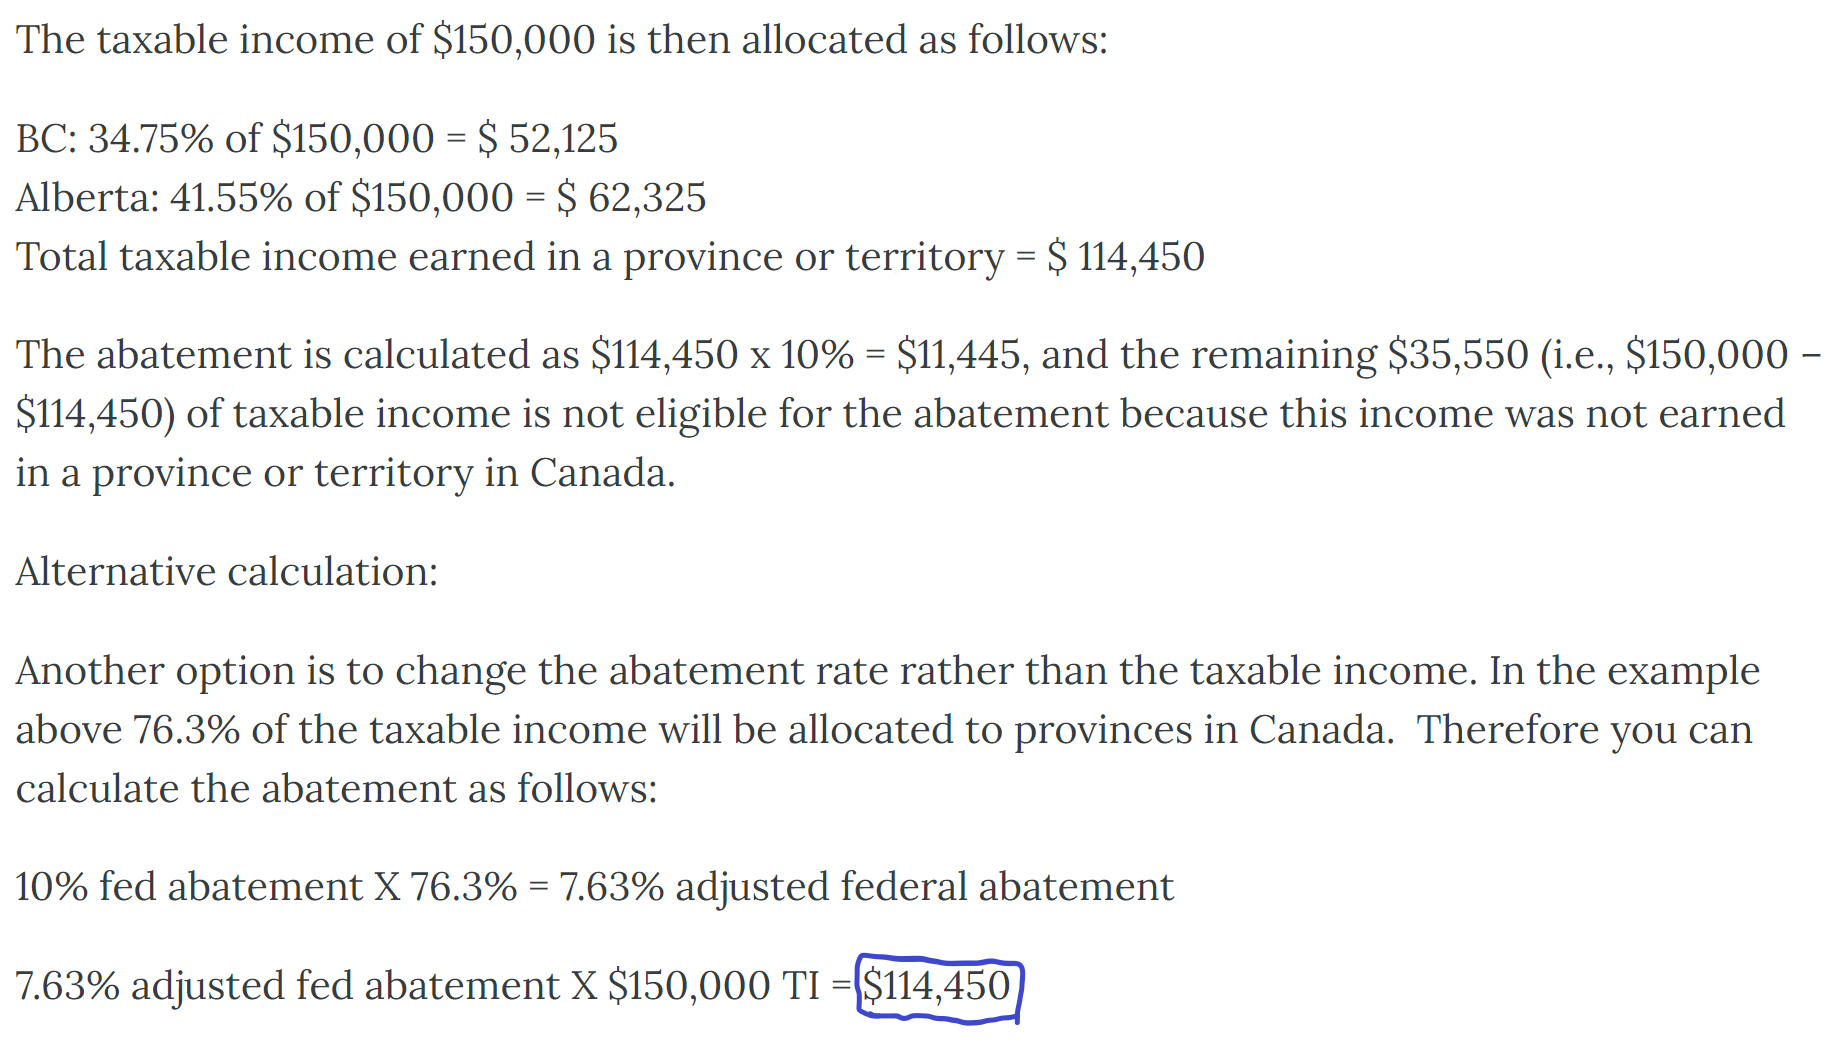 The taxable income of $150,000 is then allocated as follows:
BC: 34.75% of $150,000 = $ 52,125
Alberta: 41.55% of $150,000 = $ 62,325
Total taxable income earned in a province or territory = $ 114,450
The abatement is calculated as $114,450 x 10% = $11,445, and the remaining $35,550 (i.e., $150,000 –
$114,450) of taxable income is not eligible for the abatement because this income was not earned
in a province or territory in Canada.
Alternative calculation:
Another option is to change the abatement rate rather than the taxable income. In the example
above 76.3% of the taxable income will be allocated to provinces in Canada.  Therefore you can
calculate the abatement as follows:
10% fed abatement X 76.3% = 7.63% adjusted federal abatement
7.63% adjusted fed abatement X $150,000 TI = $114,450